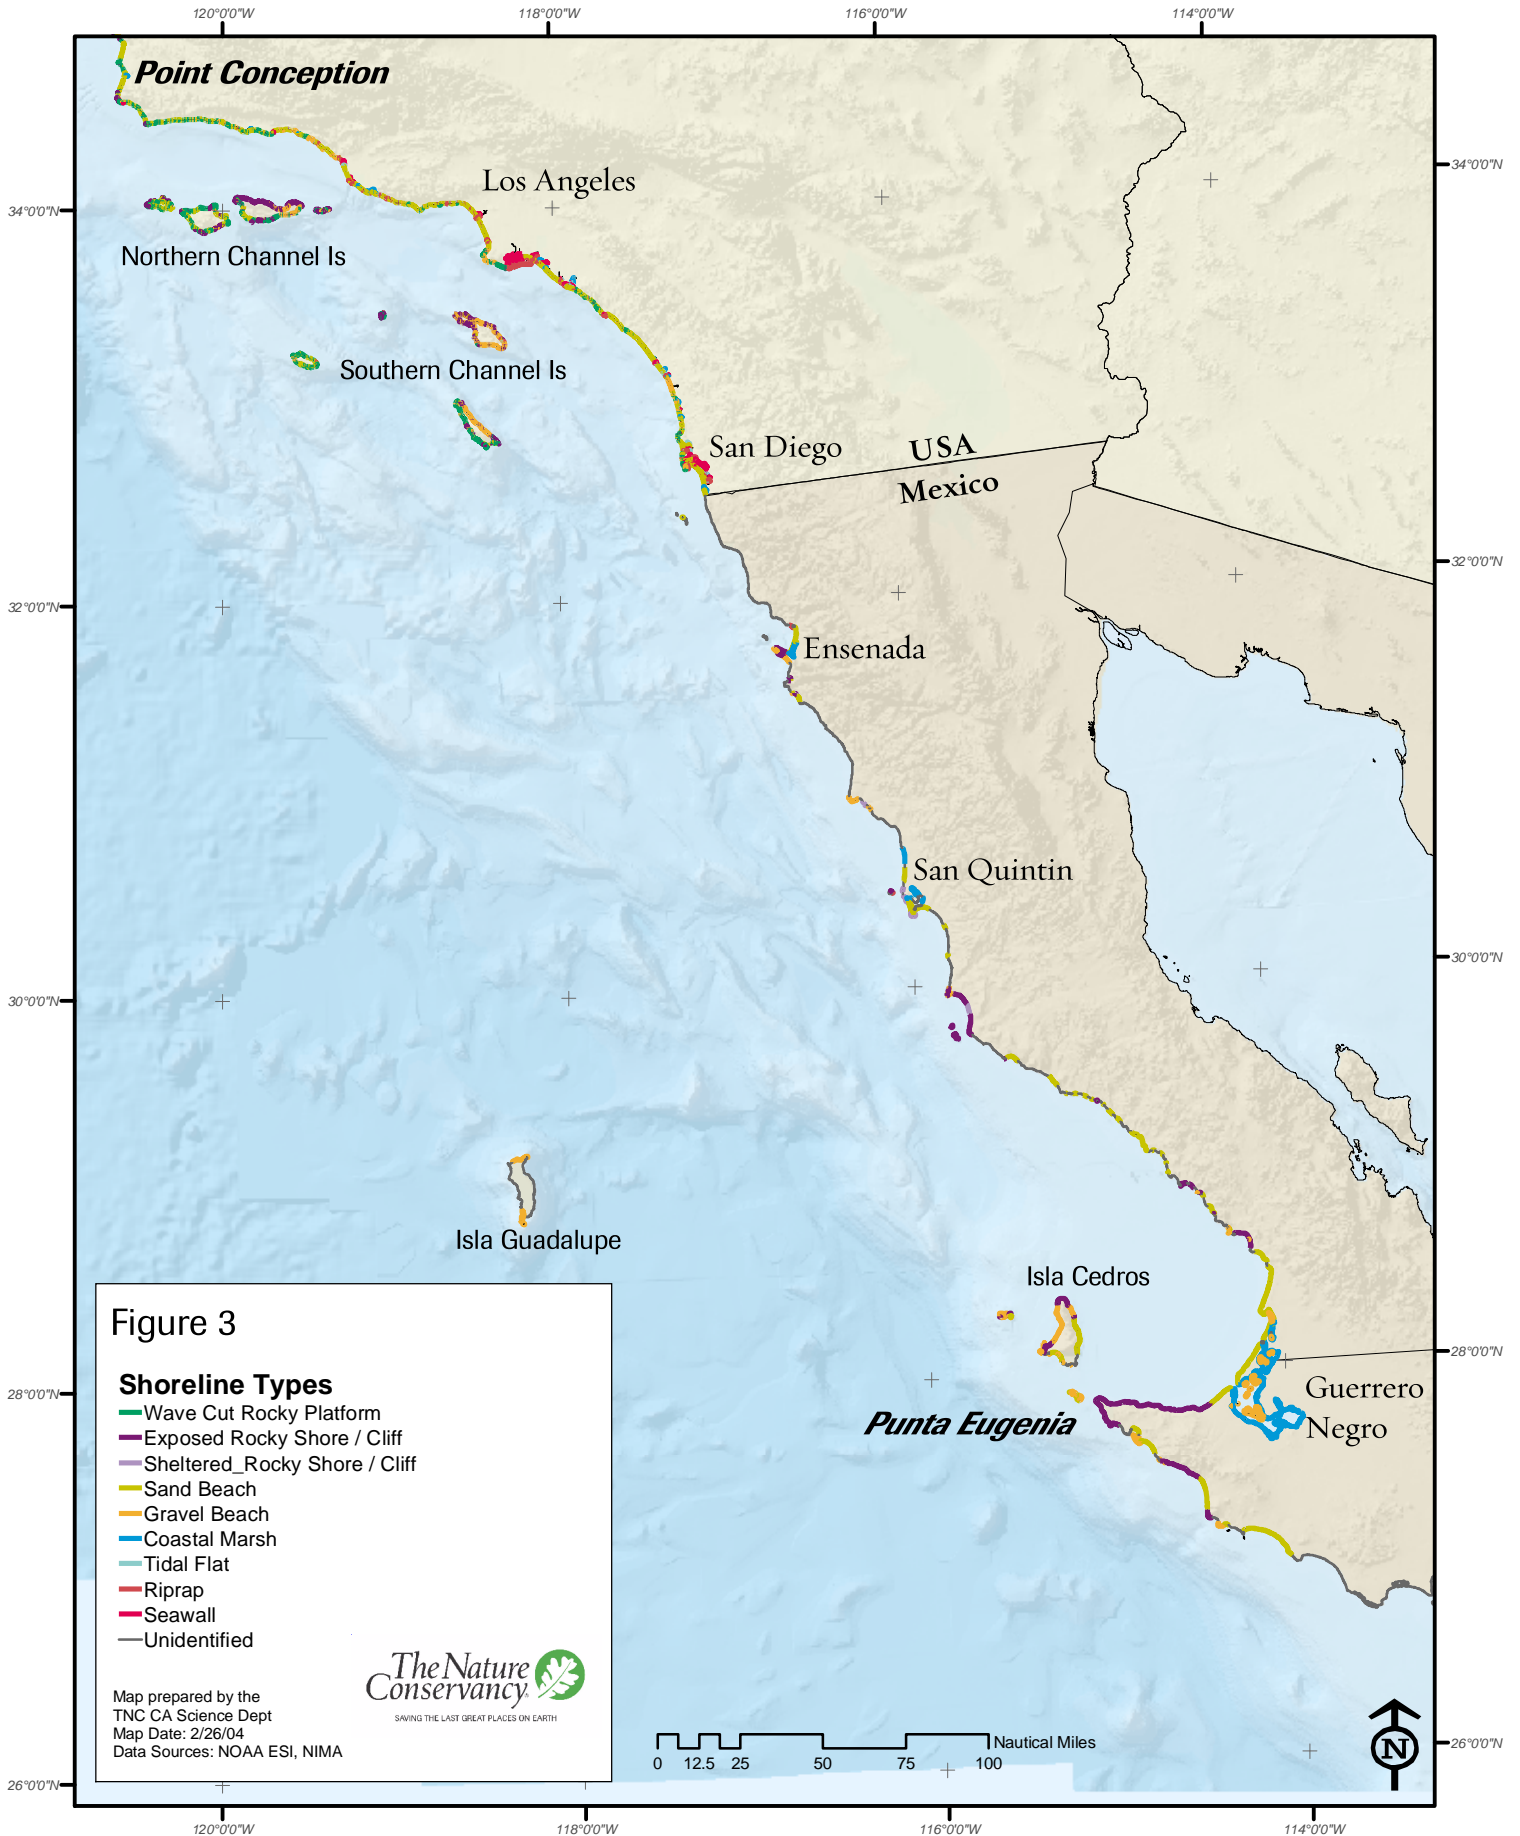 120°0'0"W
118°0'0"W
116°0'0"W
114°0'0"W
Point Conception
34°0'0"N
Los Angeles
34°0'0"N
Northern Channel Is
Southern Channel Is
San Diego
USA
Mexico
32°0'0"N
32°0'0"N
Ensenada
San Quintin
30°0'0"N
30°0'0"N
Isla Guadalupe
Isla Cedros
28°0'0"N
28°0'0"N
Guerrero
Negro
Punta Eugenia
Figure 3
Shoreline Types
Wave Cut Rocky Platform
Exposed Rocky Shore / Cliff
Sheltered_Rocky Shore / Cliff
Sand Beach
Gravel Beach
Coastal Marsh
Tidal Flat
Riprap
Seawall
Unidentified
The Nature
Conservancy
SAVING THE LAST GREAT PLACES ON EARTH
Map prepared by the
TNC CA Science Dept
Map Date: 2/26/04
Data Sources: NOAA ESI, NIMA
Nautical Miles
0 12.5 25 50 75 100
N
26°0'0"N
26°0'0"N
120°0'0"W
118°0'0"W
116°0'0"W
114°0'0"W